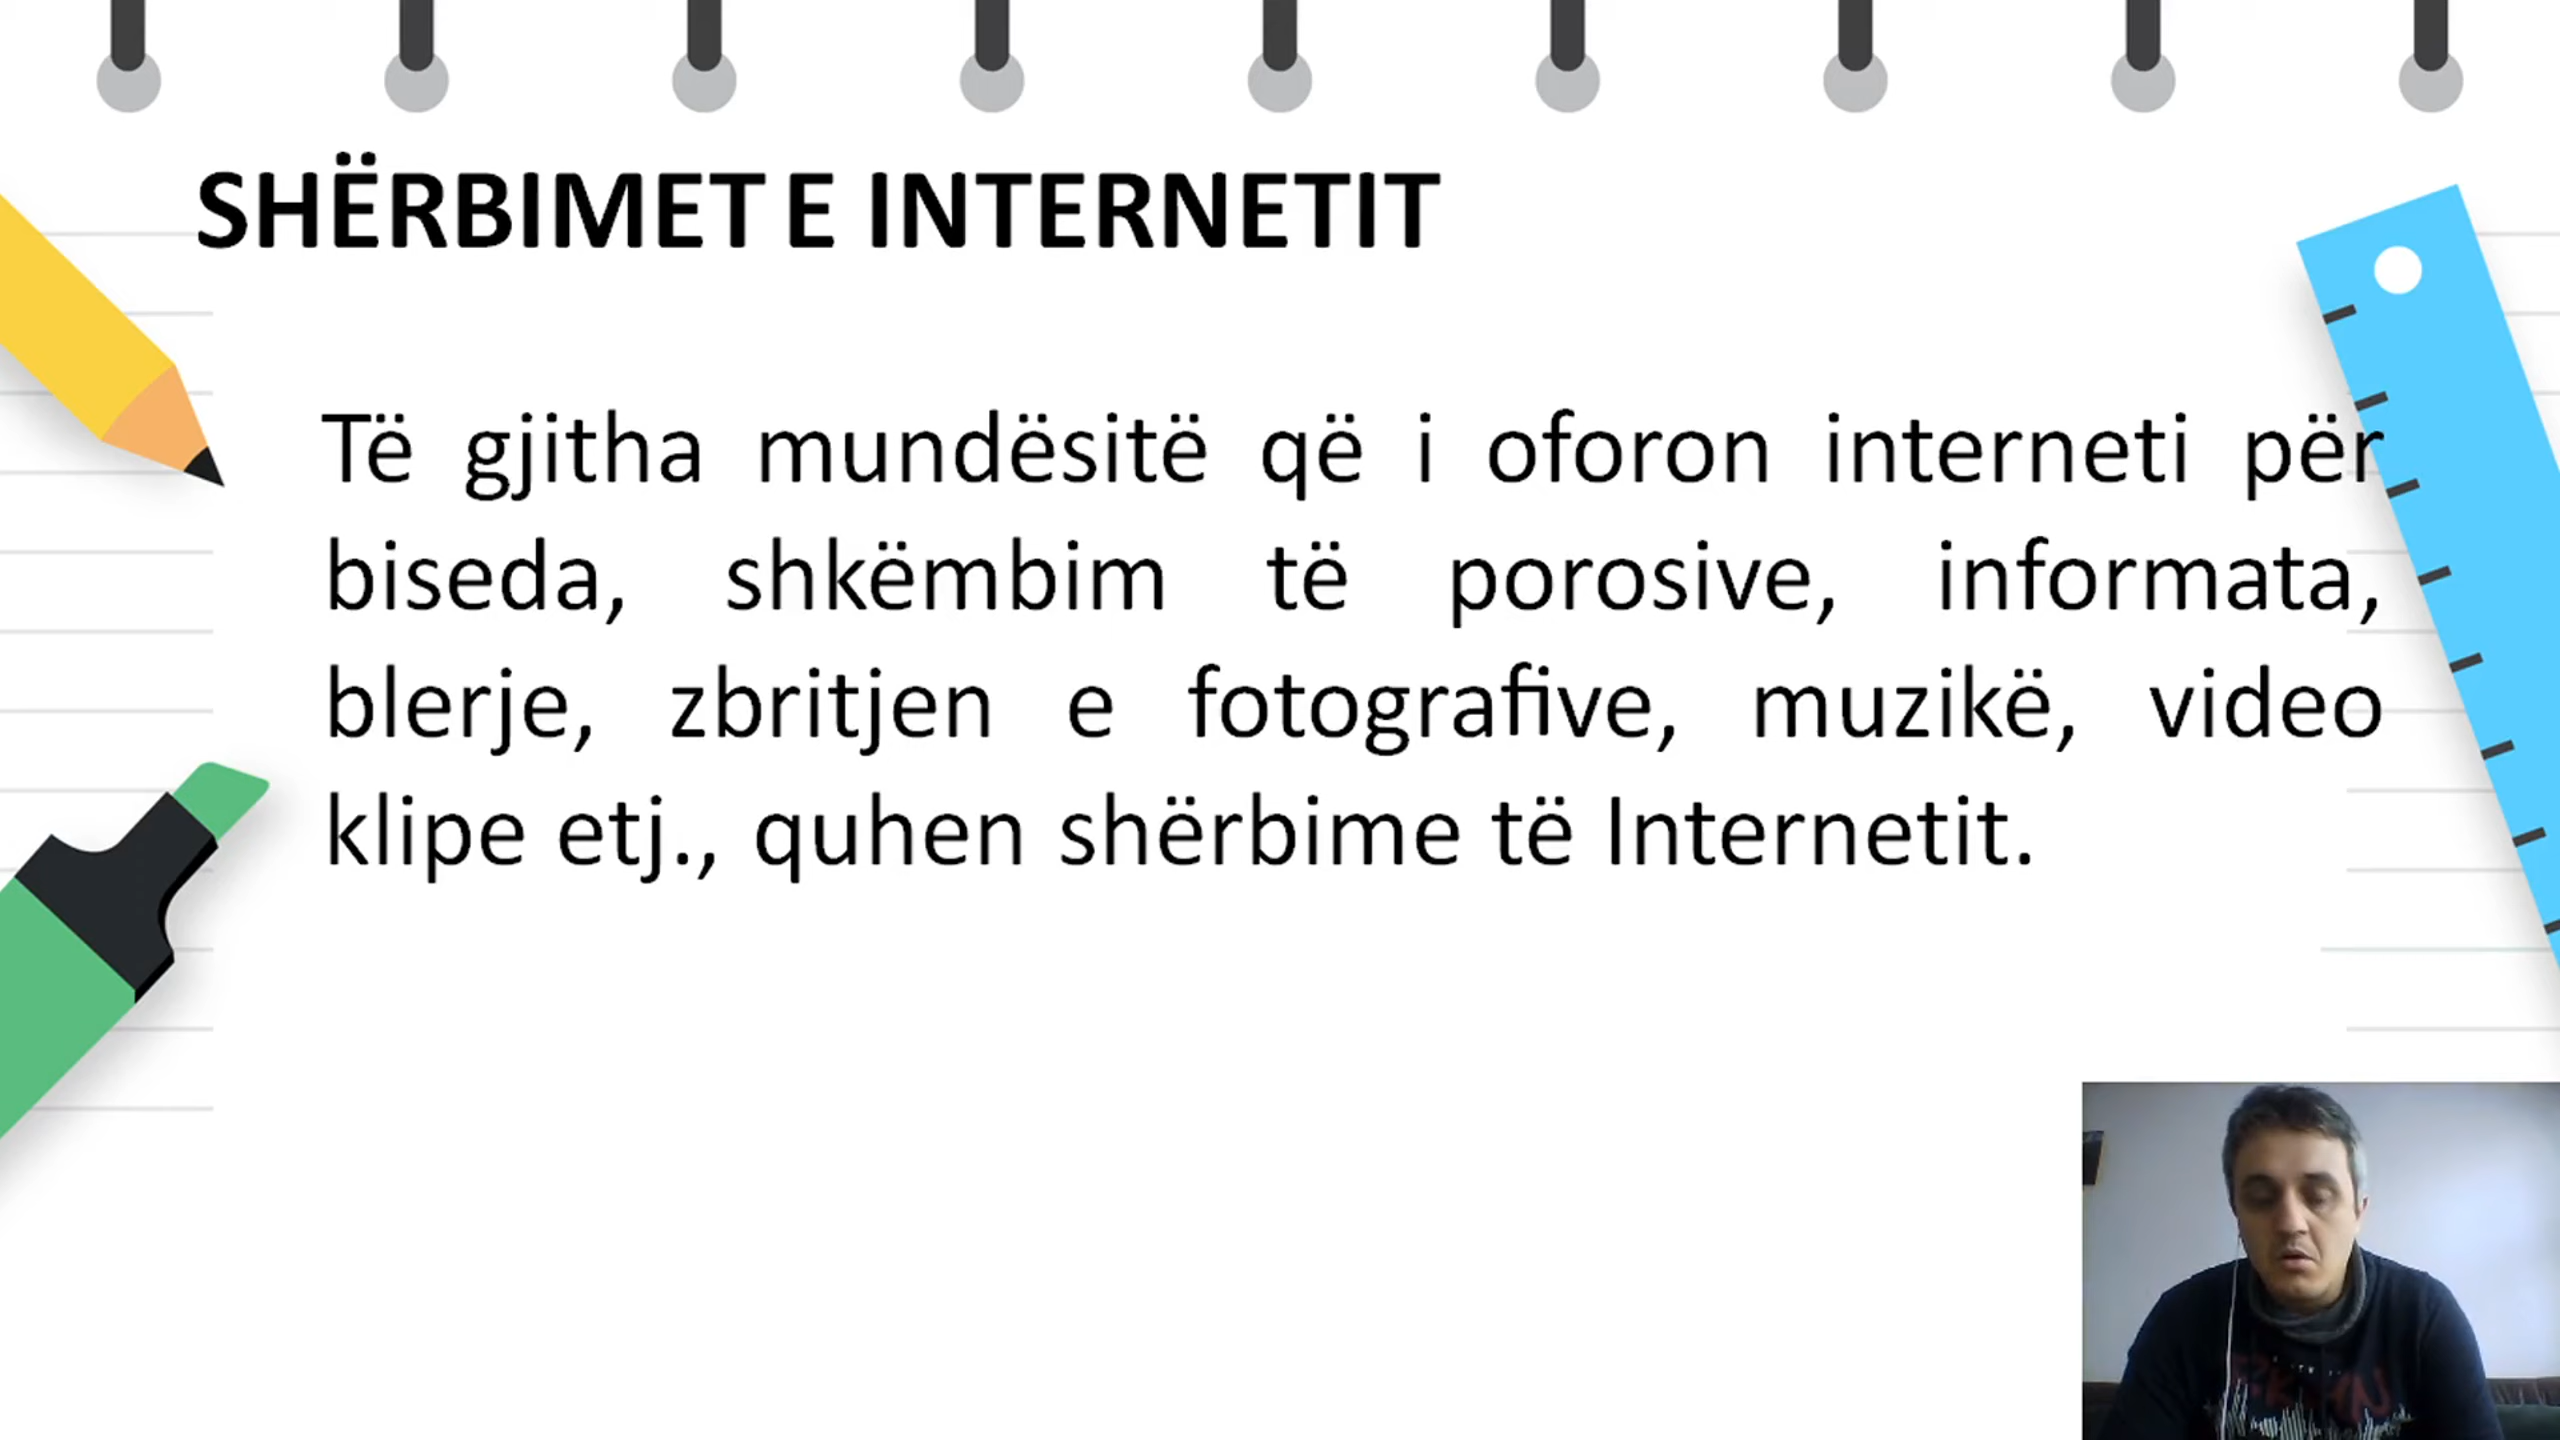 SHËRBIMET E INTERNETIT
Të gjitha mundësitë që i oforon interneti për
biseda, shkëmbim të porosive, informata,
blerje, zbritjen e fotografive, muzikë, video
klipe etj., quhen shërbime të Internetit.